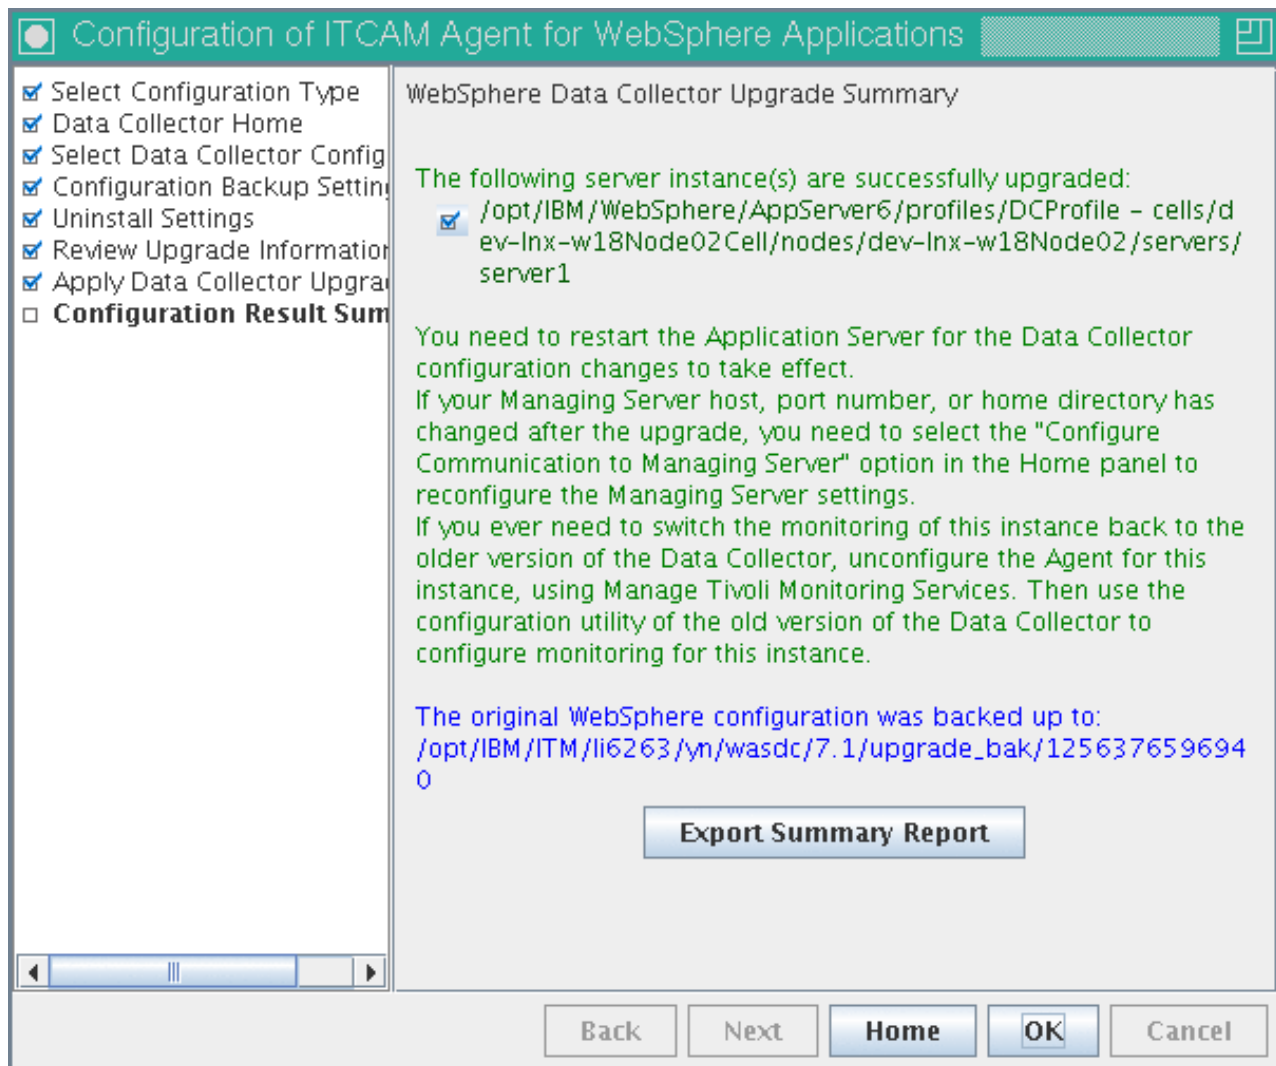 Configuration of ITCAM Agent for WebSphere Applications
Select Configuration Type
Data Collector Home
Select Data Collector Config
Configuration Backup Setting
Uninstall Settings
Review Upgrade Information
Apply Data Collector Upgra
Configuration Result Sum
WebSphere Data Collector Upgrade Summary
The following server instance(s) are successfully upgraded:
/opt/IBM/WebSphere/AppServer6/profiles/DCProfile - cells/d
ev-lnx-w18Node02Cell/nodes/dev-lnx-w18Node02/servers/
server1
You need to restart the Application Server for the Data Collector
configuration changes to take effect.
If your Managing Server host, port number, or home directory has
changed after the upgrade, you need to select the "Configure
Communication to Managing Server" option in the Home panel to
reconfigure the Managing Server settings.
If you ever need to switch the monitoring of this instance back to the
older version of the Data Collector, unconfigure the Agent for this
instance, using Manage Tivoli Monitoring Services. Then use the
configuration utility of the old version of the Data Collector to
configure monitoring for this instance.
The original WebSphere configuration was backed up to:
/opt/IBM/ITM/li6263/yn/wasdc/7.1/upgrade_bak/125637659694
0
Export Summary Report
Back
Next
Home
OK
Cancel